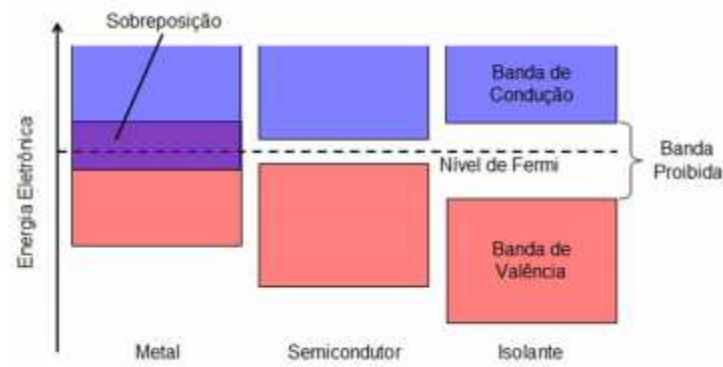 Sobreposição
Energia Eletrônica
Banda de
Condução
Nível de Fermi
Banda
Proibida
Banda de
Valência
Metal
Semicondutor
Isolante